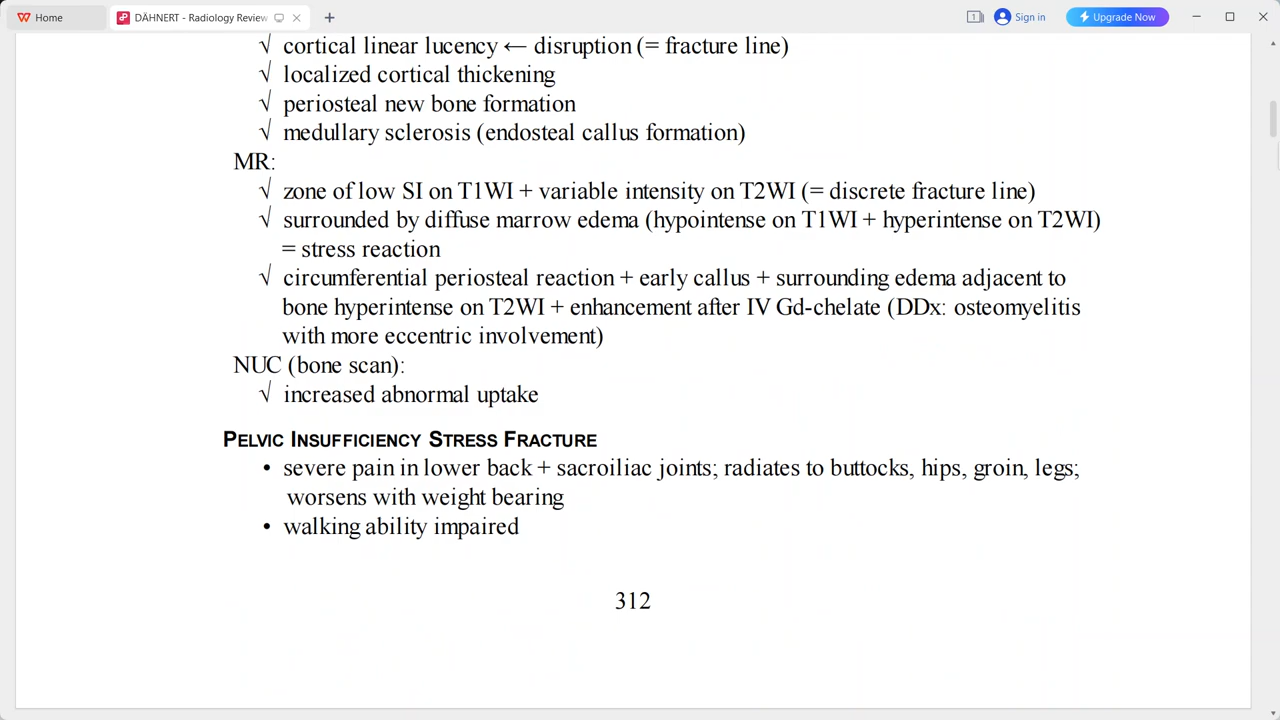 Home
DÄHNERT - Radiology Review
1
Sign in
Upgrade Now
√ cortical linear lucency ← disruption (= fracture line)
√ localized cortical thickening
√ periosteal new bone formation
√ medullary sclerosis (endosteal callus formation)
MR:
√ zone of low SI on T1WI + variable intensity on T2WI (= discrete fracture line)
√ surrounded by diffuse marrow edema (hypointense on T1WI + hyperintense on T2WI)
= stress reaction
√ circumferential periosteal reaction + early callus + surrounding edema adjacent to
bone hyperintense on T2WI + enhancement after IV Gd-chelate (DDx: osteomyelitis
with more eccentric involvement)
NUC (bone scan):
√ increased abnormal uptake
PELVIC INSUFFICIENCY STRESS FRACTURE
• severe pain in lower back + sacroiliac joints; radiates to buttocks, hips, groin, legs;
worsens with weight bearing
• walking ability impaired
312